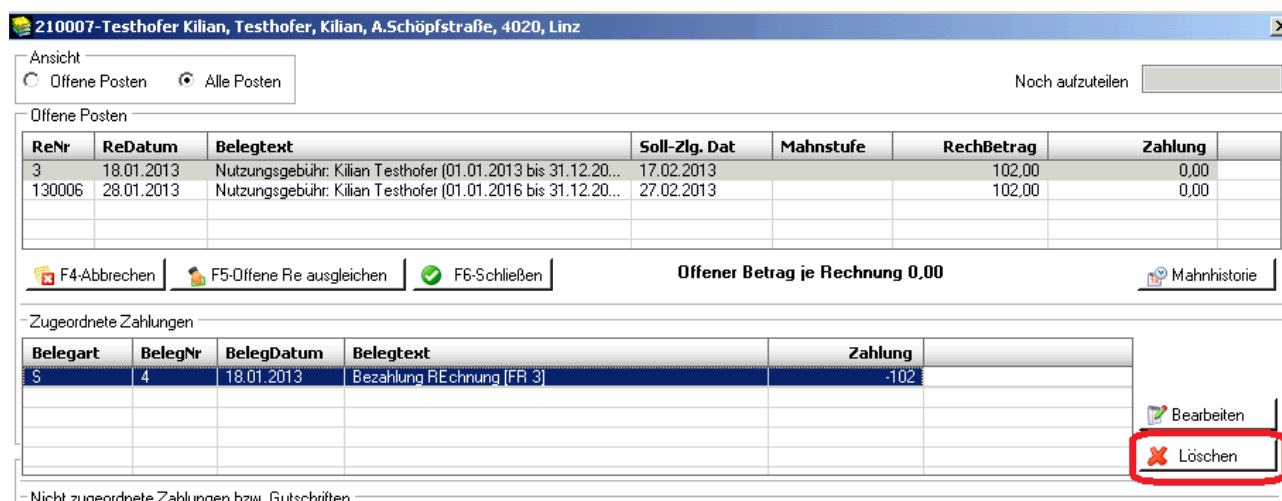 210007-Testhofer Kilian, Testhofer, Kilian, A.Schöpfstraße, 4020, Linz
Ansicht
Offene Posten Alle Posten
Noch aufzuteilen
Offene Posten
ReNr ReDatum Belegtext Soll-Zlg. Dat Mahnstufe RechBetrag Zahlung
3 18.01.2013 Nutzungsgebühr: Kilian Testhofer (01.01.2013 bis 31.12.20... 17.02.2013 102,00 0,00
130006 28.01.2013 Nutzungsgebühr: Kilian Testhofer (01.01.2016 bis 31.12.20... 27.02.2013 102,00 0,00
F4-Abbrechen F5-Offene Re ausgleichen F6-Schließen Offener Betrag je Rechnung 0,00 Mahnhistorie
Zugeordnete Zahlungen
Belegart BelegNr BelegDatum Belegtext Zahlung
S 4 18.01.2013 Bezahlung REchnung [FR 3] -102
Bearbeiten
Löschen
Nicht zugeordnete Zahlungen bzw. Gutschriften